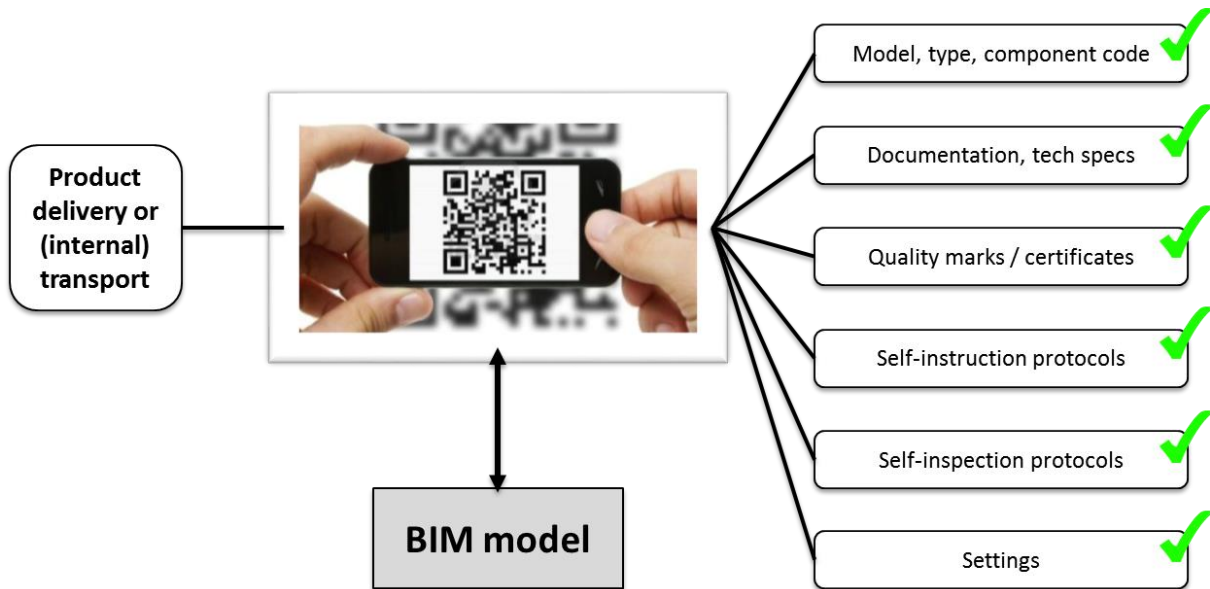 Product
delivery or
(internal)
transport
BIM model
Model, type, component code
Documentation, tech specs
Quality marks / certificates
Self-instruction protocols
Self-inspection protocols
Settings